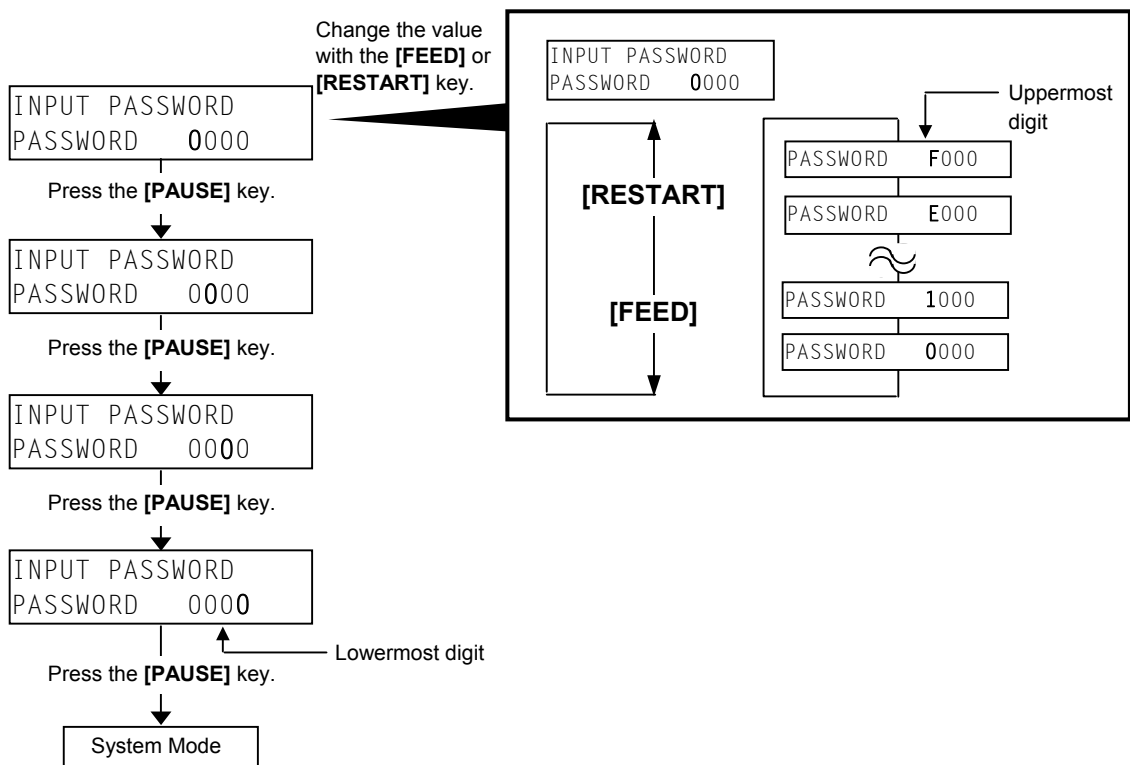 Change the value
with the [FEED] or
[RESTART] key.
INPUT PASSWORD
PASSWORD 0000
Press the [PAUSE] key.
INPUT PASSWORD
PASSWORD 0000
Press the [PAUSE] key.
INPUT PASSWORD
PASSWORD 0000
Press the [PAUSE] key.
INPUT PASSWORD
PASSWORD 0000
Lowermost digit
Press the [PAUSE] key.
System Mode
INPUT PASSWORD
PASSWORD 0000
[RESTART]
[FEED]
Uppermost
digit
PASSWORD F000
PASSWORD E000
PASSWORD 1000
PASSWORD 0000